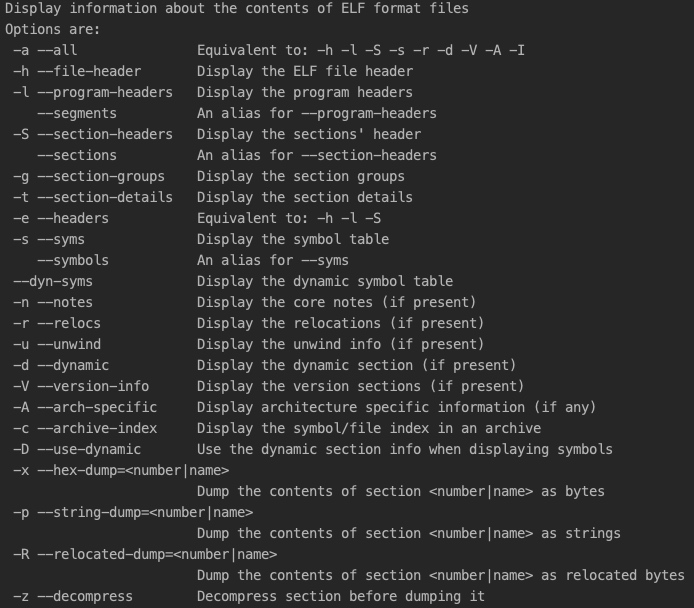 Display information about the contents of ELF format files
Options are:
-a --all Equivalent to: -h -l -S -s -r -d -V -A -I
-h --file-header Display the ELF file header
-l --program-headers Display the program headers
--segments An alias for --program-headers
-S --section-headers Display the sections' header
--sections An alias for --section-headers
-g --section-groups Display the section groups
-t --section-details Display the section details
-e --headers Equivalent to: -h -l -S
-s --syms Display the symbol table
--symbols An alias for --syms
--dyn-syms Display the dynamic symbol table
-n --notes Display the core notes (if present)
-r --relocs Display the relocations (if present)
-u --unwind Display the unwind info (if present)
-d --dynamic Display the dynamic section (if present)
-V --version-info Display the version sections (if present)
-A --arch-specific Display architecture specific information (if any)
-c --archive-index Display the symbol/file index in an archive
-D --use-dynamic Use the dynamic section info when displaying symbols
-x --hex-dump=<number|name>
Dump the contents of section <number|name> as bytes
-p --string-dump=<number|name>
Dump the contents of section <number|name> as strings
-R --relocated-dump=<number|name>
Dump the contents of section <number|name> as relocated bytes
-z --decompress Decompress section before dumping it